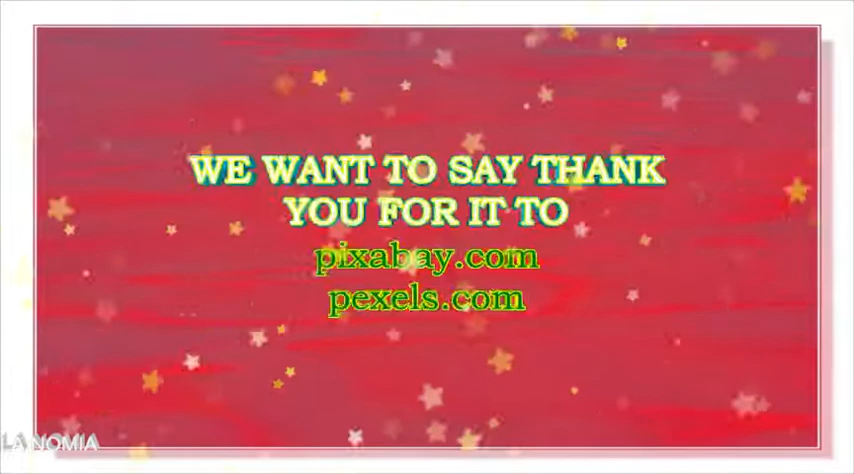 WE WANT TO SAY THANK
YOU FOR IT TO
pixabay.com
pexels.com
LA NOMIA